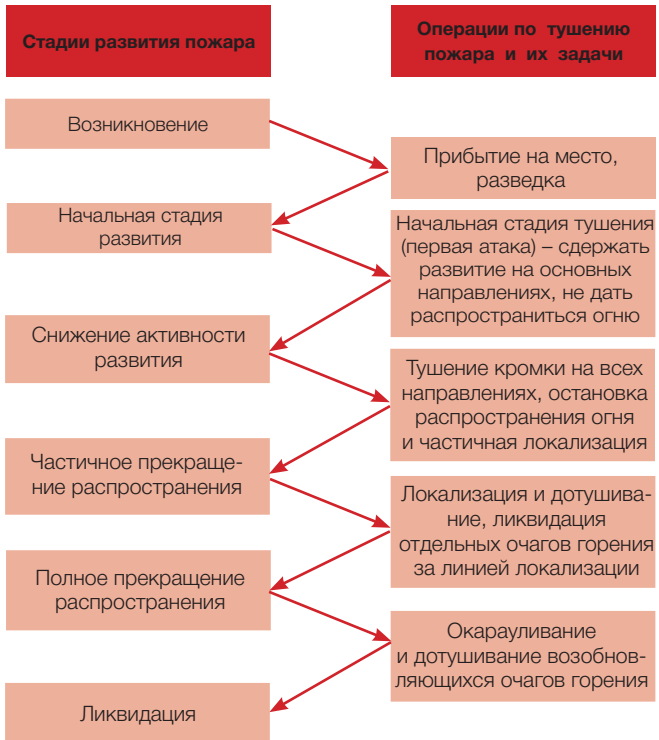 Стадии развития пожара
Операции по тушению
пожара и их задачи
Возникновение
Прибытие на место,
разведка
Начальная стадия
развития
Начальная стадия тушения
(первая атака) – сдержать
развитие на основных
направлениях, не дать
распространиться огню
Снижение активности
развития
Тушение кромки на всех
направлениях, остановка
распространения огня
и частичная локализация
Частичное прекраще-
ние распространения
Локализация и дотушива-
ние, ликвидация
отдельных очагов горения
за линией локализации
Полное прекращение
распространения
Окарауливание
и дотушивание возобнов-
ляющихся очагов горения
Ликвидация